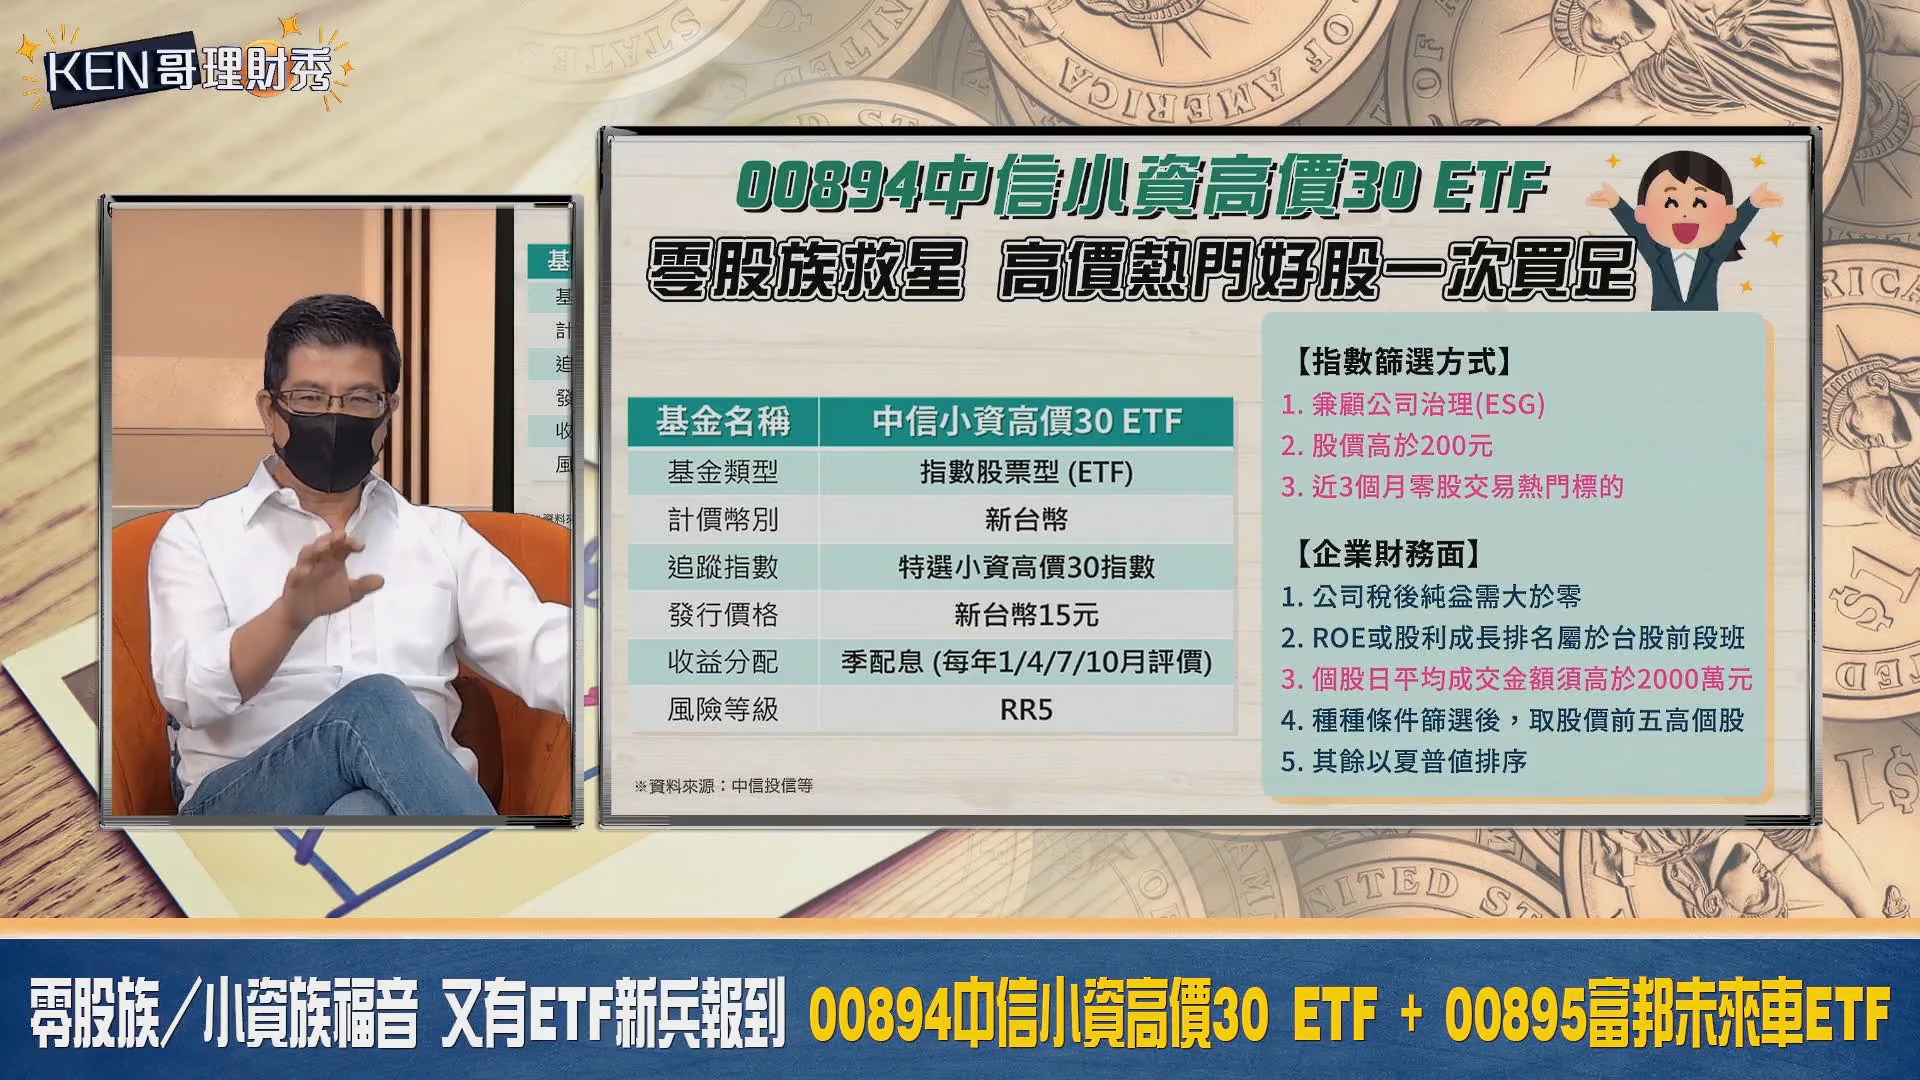 KEN哥理財秀
00894中信小資高價30 ETF
零股族救星 高價熱門好股一次買足
基金名稱 中信小資高價30 ETF
基金類型 指數股票型 (ETF)
計價幣別 新台幣
追蹤指數 特選小資高價30指數
發行價格 新台幣15元
收益分配 季配息 (每年1/4/7/10月評價)
風險等級 RR5
※資料來源：中信投信等
【指數篩選方式】
1. 兼顧公司治理(ESG)
2. 股價高於200元
3. 近3個月零股交易熱門標的
【企業財務面】
1. 公司稅後純益需大於零
2. ROE或股利成長排名屬於台股前段班
3. 個股日平均成交金額須高於2000萬元
4. 種種條件篩選後，取股價前五高個股
5. 其餘以夏普值排序
基
基
計
追
發
收
風
零股族／小資族福音 又有ETF新兵報到 00894中信小資高價30 ETF + 00895富邦未來車ETF